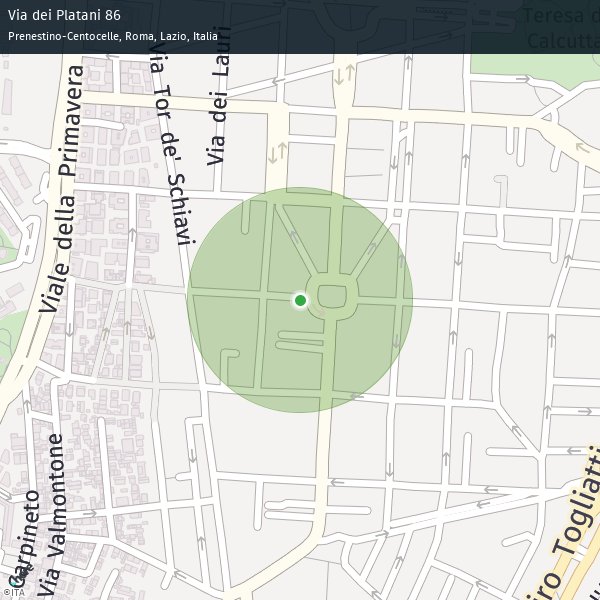 Via dei Platani 86
Prenestino-Centocelle, Roma, Lazio, Italia
Teresa
Calcutta
Viale della Primavera
Via Tor de' Schiavi
Via dei Lauri
Carpineto
Via Valmontone
iro Togliatti
©ITA